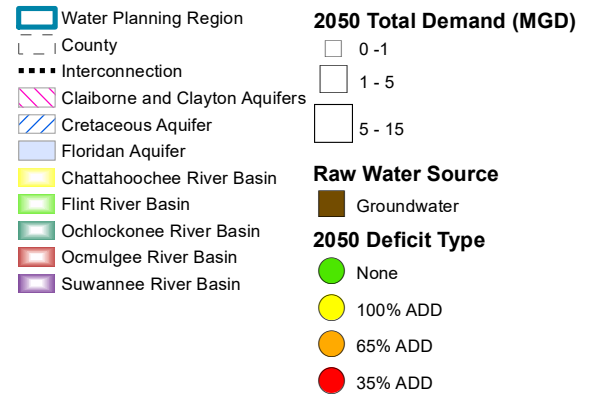 Water Planning Region
County
Interconnection
Claiborne and Clayton Aquifers
Cretaceous Aquifer
Floridan Aquifer
Chattahoochee River Basin
Flint River Basin
Ochlockonee River Basin
Ocmulgee River Basin
Suwannee River Basin
2050 Total Demand (MGD)
0 -1
1 - 5
5 - 15
Raw Water Source
Groundwater
2050 Deficit Type
None
100% ADD
65% ADD
35% ADD